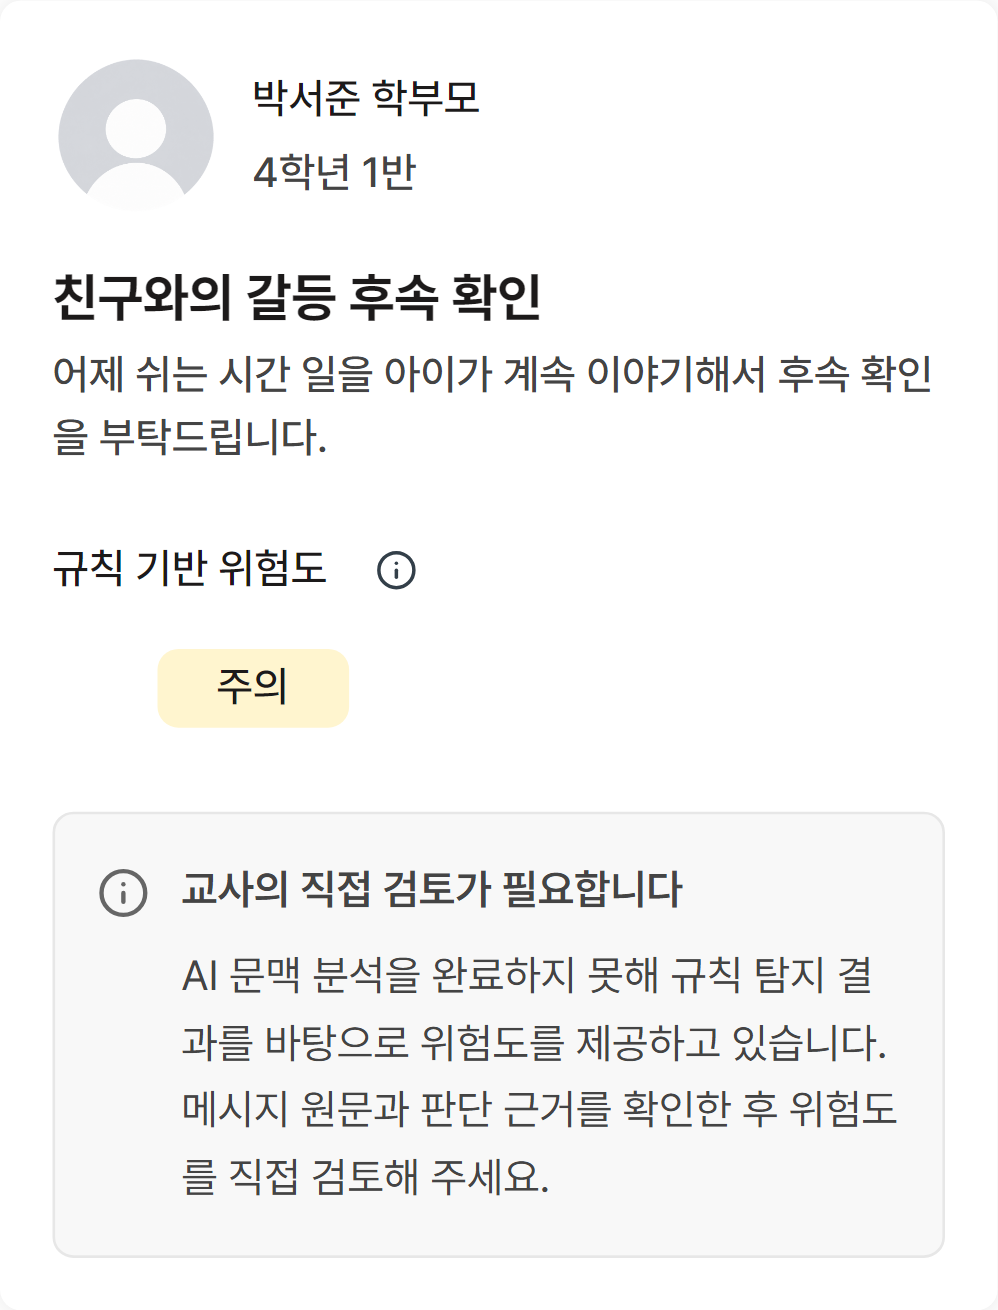 박서준 학부모
4학년 1반
친구와의 갈등 후속 확인
어제 쉬는 시간 일을 아이가 계속 이야기해서 후속 확인
을 부탁드립니다.
규칙 기반 위험도
주의
교사의 직접 검토가 필요합니다
AI 문맥 분석을 완료하지 못해 규칙 탐지 결
과를 바탕으로 위험도를 제공하고 있습니다.
메시지 원문과 판단 근거를 확인한 후 위험도
를 직접 검토해 주세요.